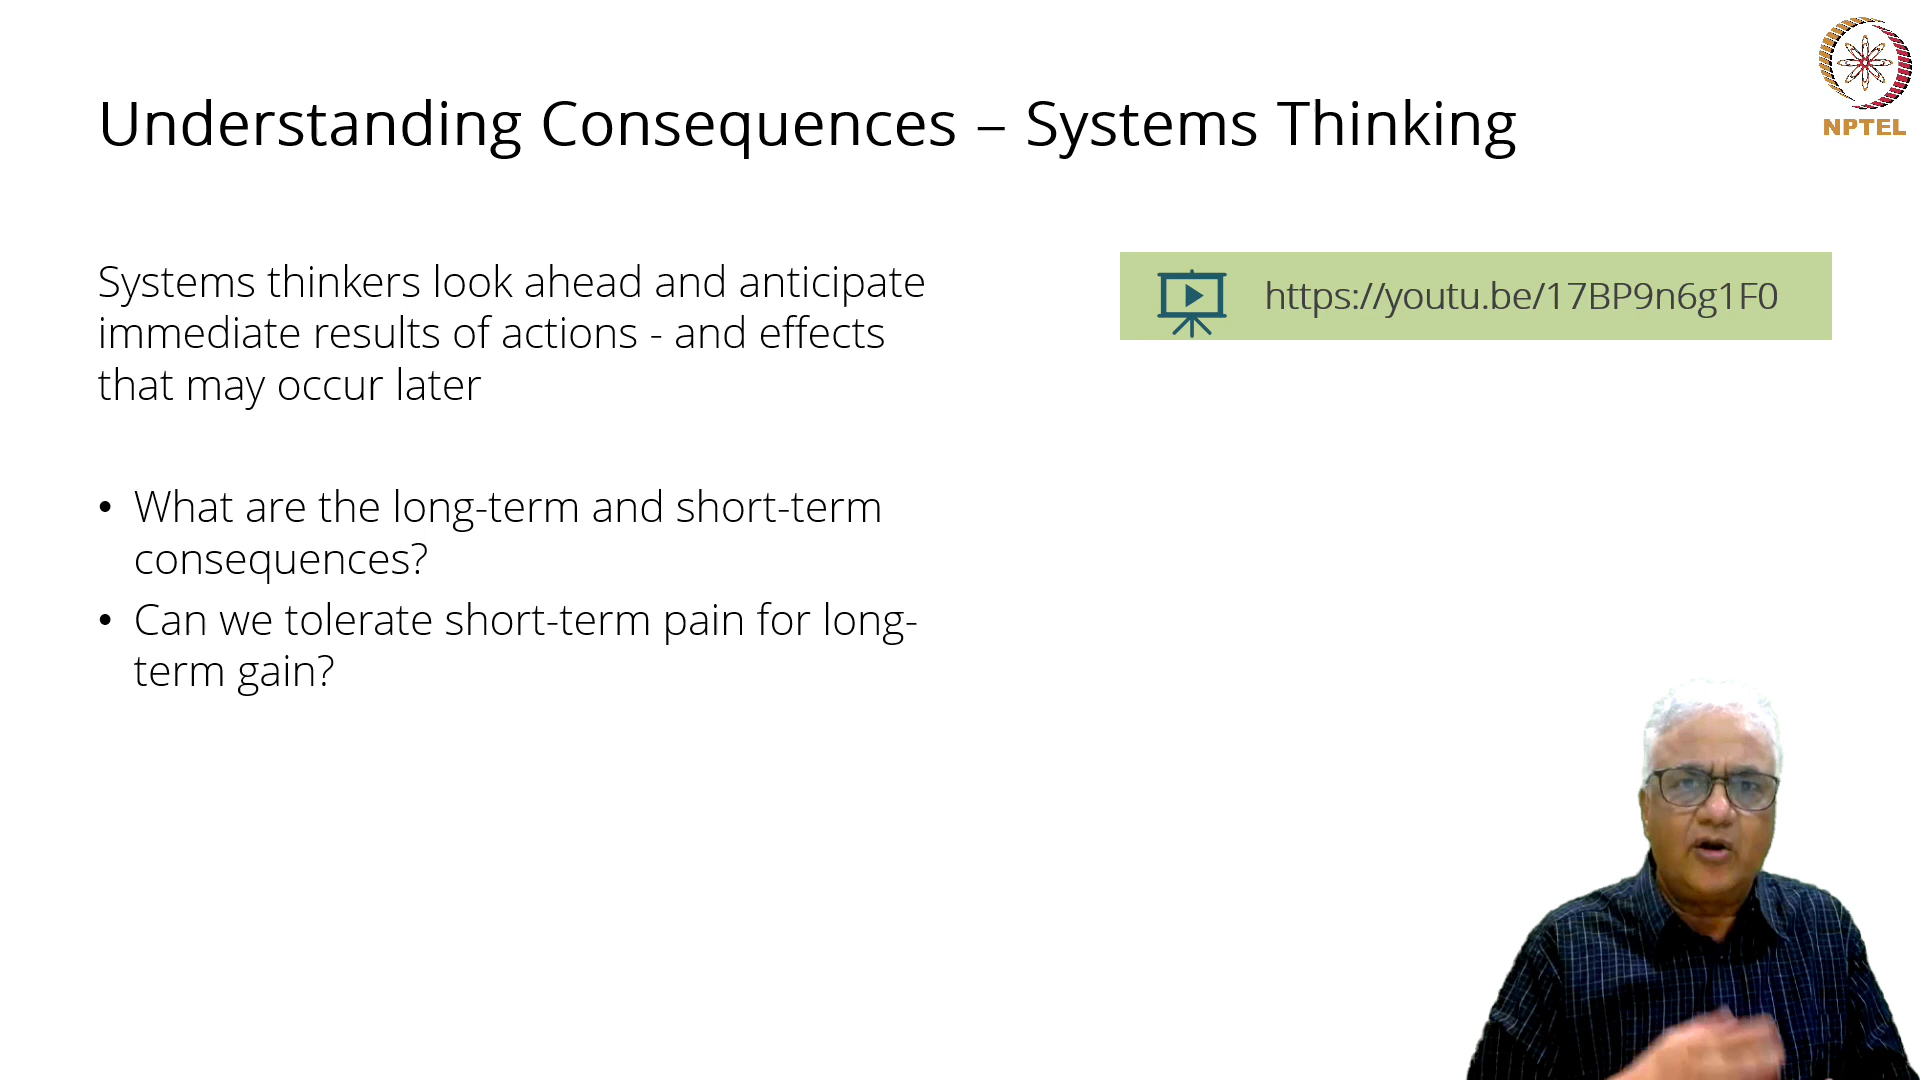 NPTEL
Understanding Consequences – Systems Thinking
Systems thinkers look ahead and anticipate
immediate results of actions - and effects
that may occur later
• What are the long-term and short-term
consequences?
• Can we tolerate short-term pain for long-
term gain?
https://youtu.be/17BP9n6g1F0